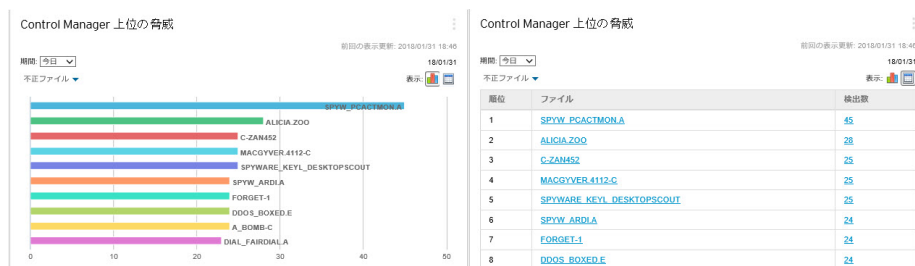 Control Manager 上位の脅威
前回の表示更新: 2018/01/31 18:46
期間: 今日
18/01/31
不正ファイル
表示:
SPYW_PCACTMON.A
ALICIA.ZOO
C-ZAN452
MACGYVER.4112-C
SPYWARE_KEYL_DESKTOPSCOUT
SPYW_ARDI.A
FORGET-1
DDOS_BOXED.E
A_BOMB-C
DIAL_FAIRDIAL.A
0 10 20 30 40 50
Control Manager 上位の脅威
前回の表示更新: 2018/01/31 18:46
期間: 今日
18/01/31
不正ファイル
表示:
順位 ファイル 検出数
1 SPYW_PCACTMON.A 45
2 ALICIA.ZOO 28
3 C-ZAN452 25
4 MACGYVER.4112-C 25
5 SPYWARE_KEYL_DESKTOPSCOUT 25
6 SPYW_ARDI.A 24
7 FORGET-1 24
8 DDOS_BOXED.E 24